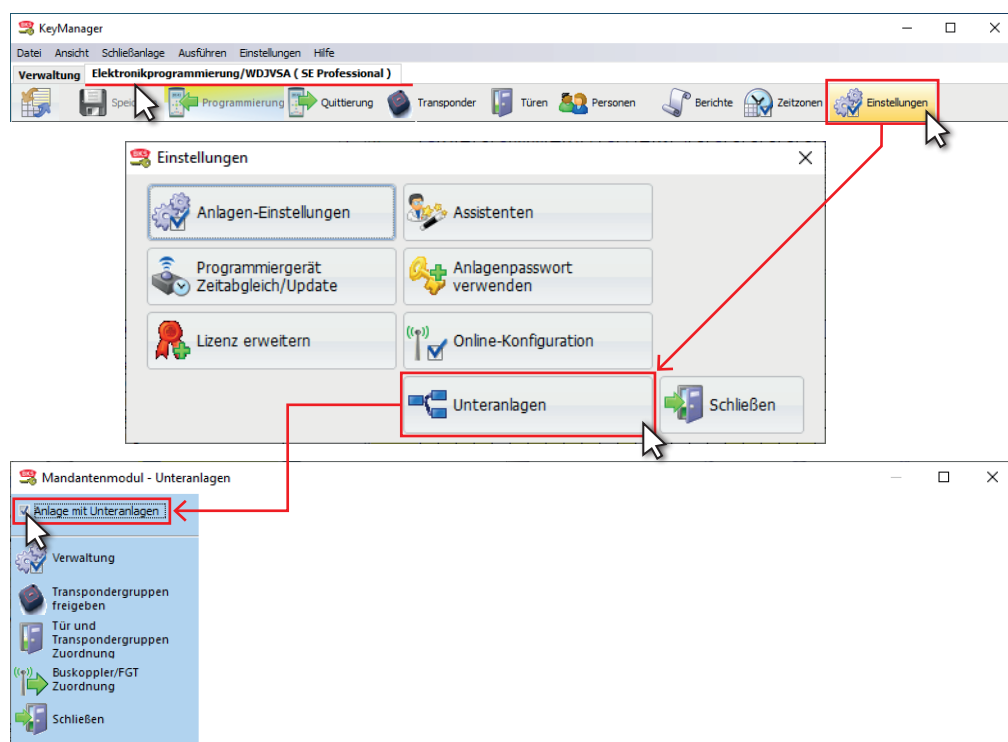 KeyManager
Datei Ansicht Schließanlage Ausführen Einstellungen Hilfe
Verwaltung Elektronikprogrammierung/WDJVSA ( SE Professional )
Programmierung Quittierung Transponder Türen Personen Berichte Zeitzonen Einstellungen
Einstellungen
Anlagen-Einstellungen Assistenten
Programmiergerät
Zeitabgleich/Update
Anlagenpasswort
verwenden
Lizenz erweitern Online-Konfiguration
Unteranlagen Schließen
Mandantenmodul - Unteranlagen
Anlage mit Unteranlagen
Verwaltung
Transpondergruppen
freigeben
Tür und
Transpondergruppen
Zuordnung
Buskoppler/FGT
Zuordnung
Schließen